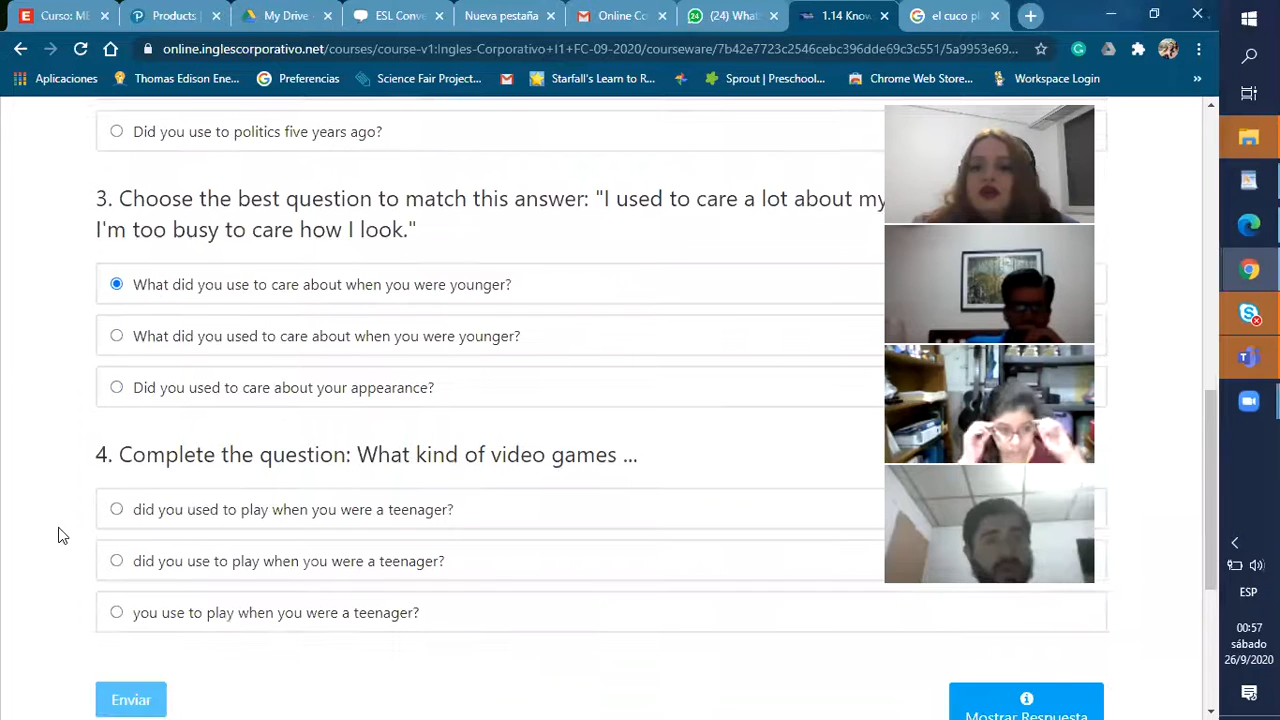 Curso: ME
Products
My Drive -
ESL Conve
Nueva pestaña
Online Co
(24) What
1.14 Know
el cuco pl
online.inglescorporativo.net/courses/course-v1:Ingles-Corporativo+I1+FC-09-2020/courseware/7b42e7723c2546cebc396dde69c3c551/5a9953e69...
Aplicaciones
Thomas Edison Ene...
Preferencias
Science Fair Project...
Starfall's Learn to R...
Sprout | Preschool...
Chrome Web Store...
Workspace Login
»
Did you use to politics five years ago?
3. Choose the best question to match this answer: "I used to care a lot about my
I'm too busy to care how I look."
What did you use to care about when you were younger?
What did you used to care about when you were younger?
Did you used to care about your appearance?
4. Complete the question: What kind of video games ...
did you used to play when you were a teenager?
did you use to play when you were a teenager?
you use to play when you were a teenager?
Enviar
Mostrar Respuesta
ESP
00:57
sábado
26/9/2020